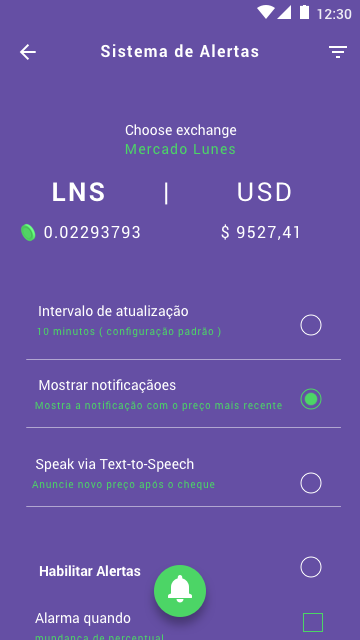 12:30
Sistema de Alertas
Choose exchange
Mercado Lunes
LNS | USD
0.02293793 $ 9527,41
Intervalo de atualização
10 minutos ( configuração padrão )
Mostrar notificaçãoes
Mostra a notificação com o preço mais recente
Speak via Text-to-Speech
Anuncie novo preço após o cheque
Habilitar Alertas
Alarma quando
mundança de percentual